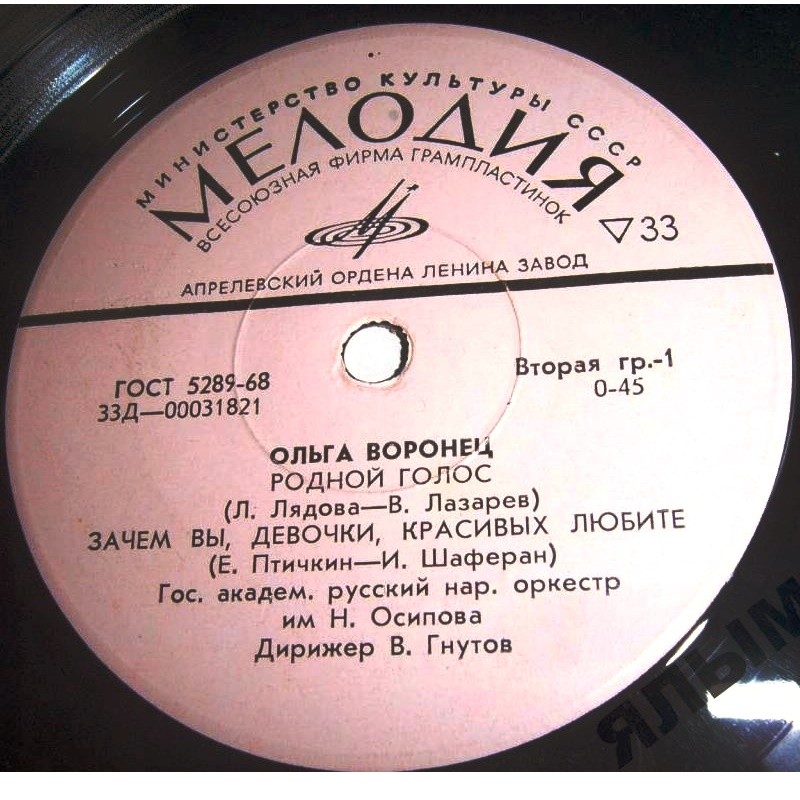 МИНИСТЕРСТВО КУЛЬТУРЫ СССР
МЕЛОДИЯ
ВСЕСОЮЗНАЯ ФИРМА ГРАМПЛАСТИНОК
▽33
АПРЕЛЕВСКИЙ ОРДЕНА ЛЕНИНА ЗАВОД
ГОСТ 5289-68
33Д—00031821
Вторая гр.-1
0-45
ОЛЬГА ВОРОНЕЦ
РОДНОЙ ГОЛОС
(Л. Лядова—В. Лазарев)
ЗАЧЕМ ВЫ, ДЕВОЧКИ, КРАСИВЫХ ЛЮБИТЕ
(Е. Птичкин—И. Шаферан)
Гос. академ. русский нар. оркестр
им Н. Осипова
Дирижер В. Гнутов
ЯЛЫМ